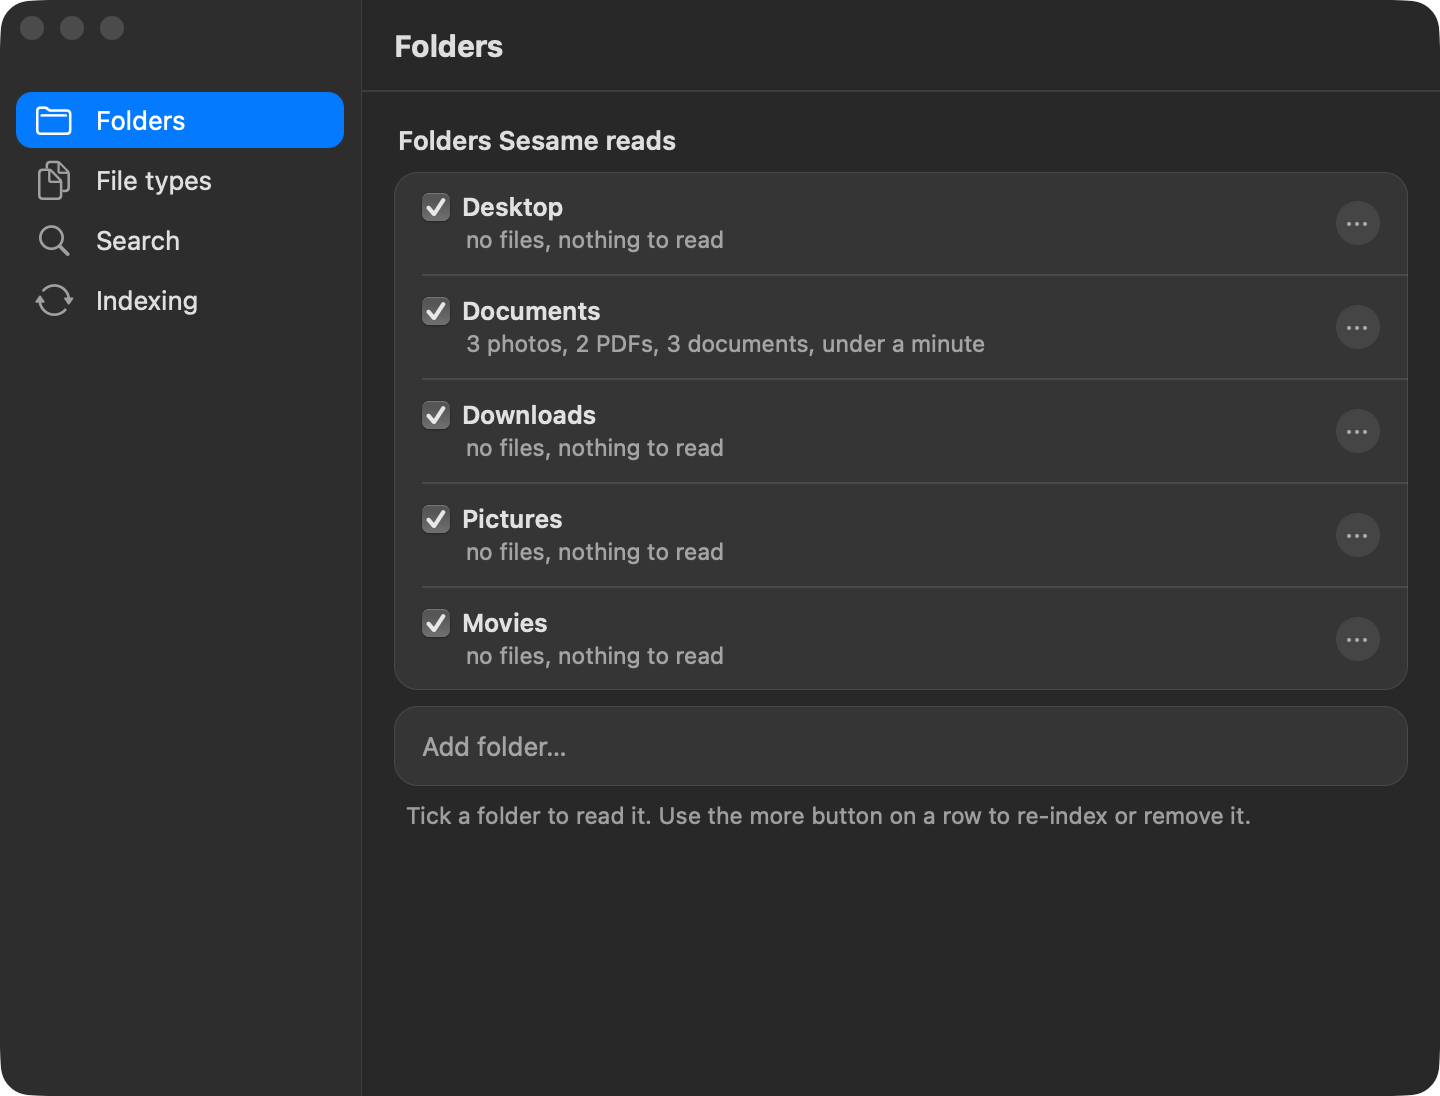 Folders
Folders
File types
Search
Indexing
Folders Sesame reads
Desktop
no files, nothing to read
Documents
3 photos, 2 PDFs, 3 documents, under a minute
Downloads
no files, nothing to read
Pictures
no files, nothing to read
Movies
no files, nothing to read
Add folder...
Tick a folder to read it. Use the more button on a row to re-index or remove it.